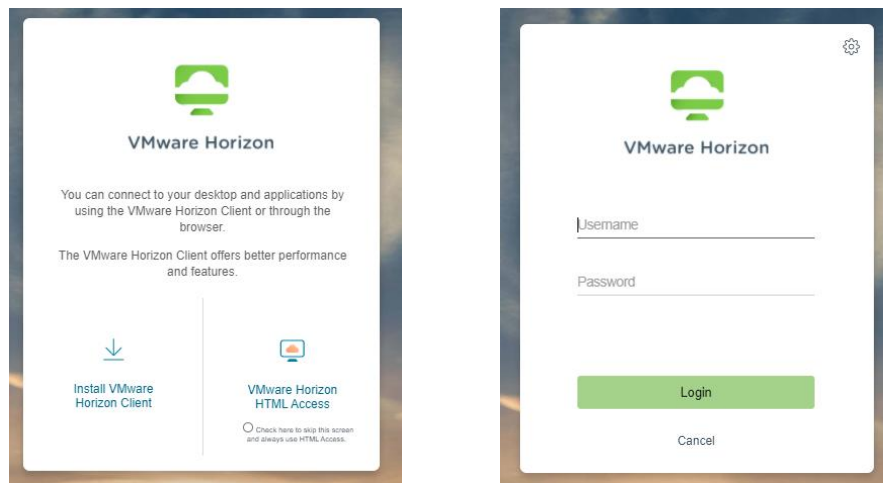 VMware Horizon
You can connect to your desktop and applications by
using the VMware Horizon Client or through the
browser.
The VMware Horizon Client offers better performance
and features.
Install VMware
Horizon Client
VMware Horizon
HTML Access
Check here to skip this screen
and always use HTML Access.
VMware Horizon
Username
Password
Login
Cancel